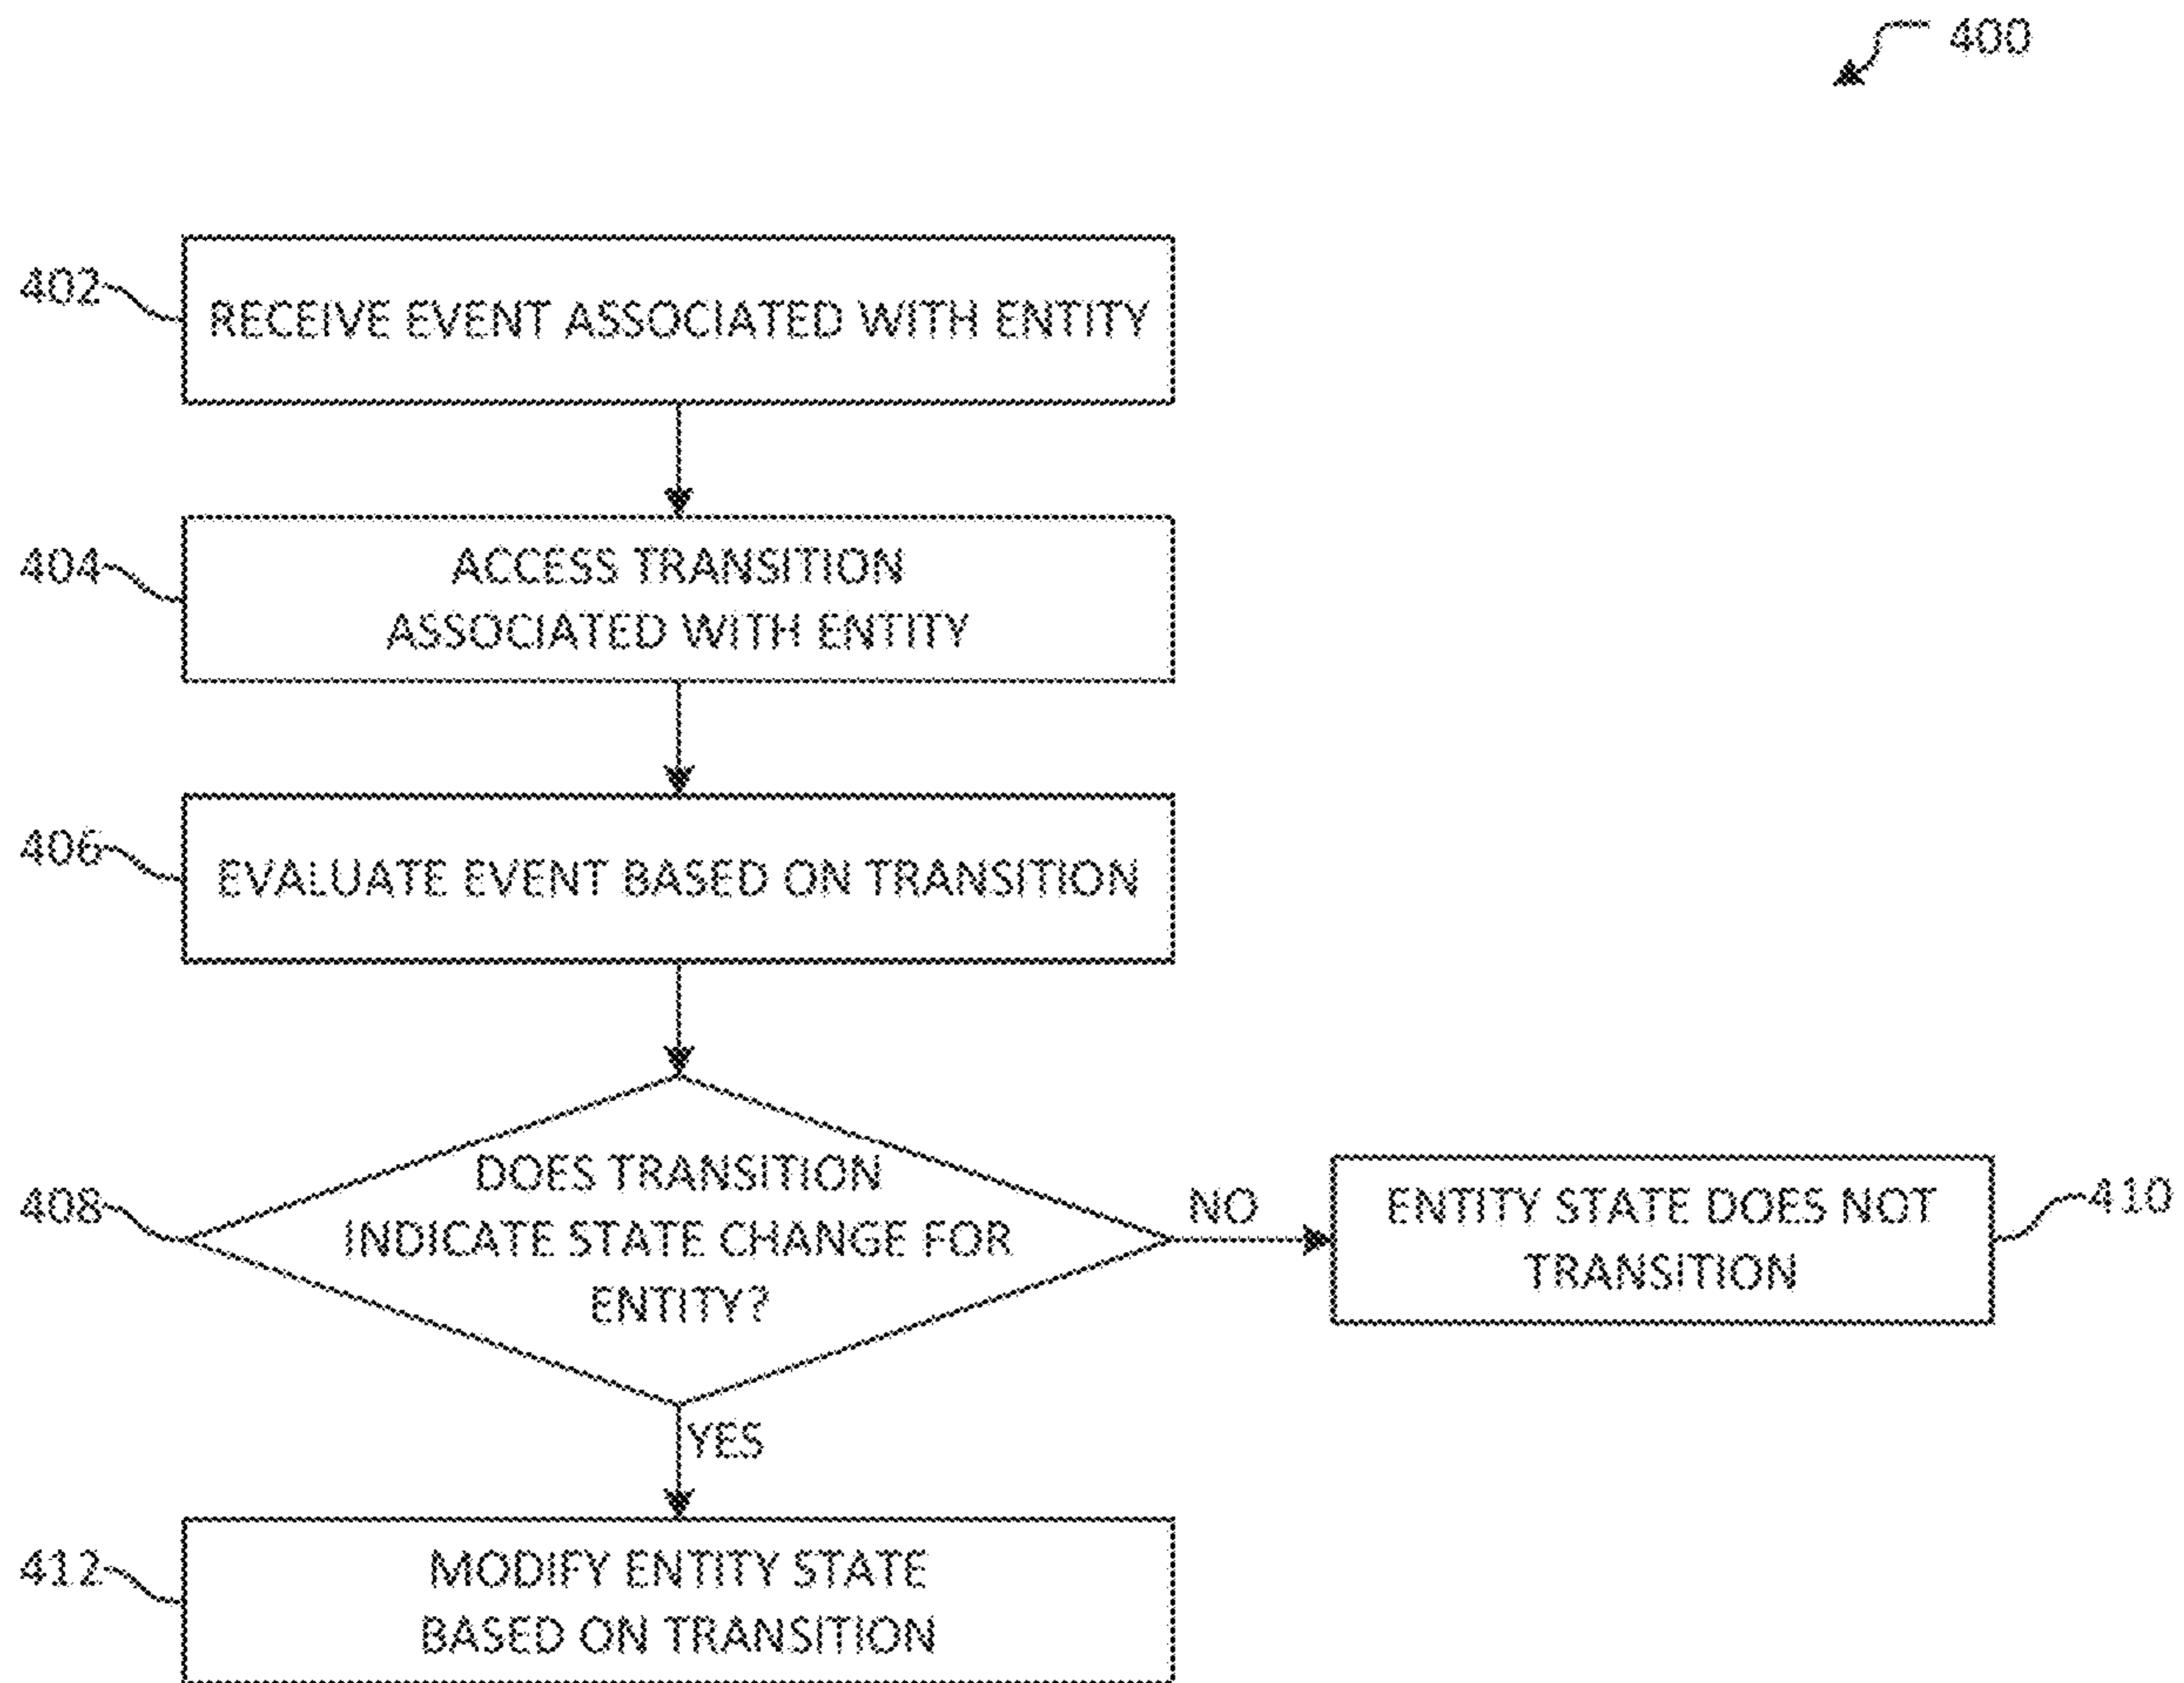 400
402
RECEIVE EVENT ASSOCIATED WITH ENTITY
404
ACCESS TRANSITION
ASSOCIATED WITH ENTITY
406
EVALUATE EVENT BASED ON TRANSITION
408
DOES TRANSITION
INDICATE STATE CHANGE FOR
ENTITY?
NO
ENTITY STATE DOES NOT
TRANSITION
410
YES
412
MODIFY ENTITY STATE
BASED ON TRANSITION